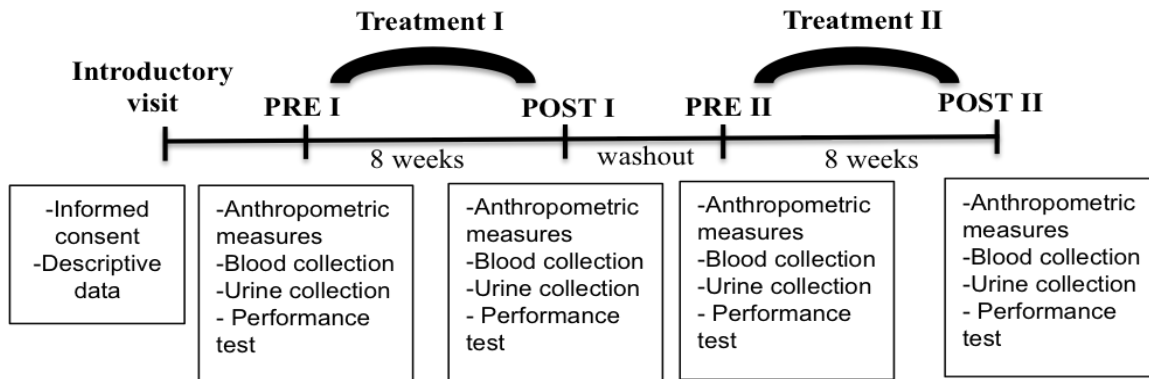 Treatment I
Treatment II
Introductory
visit
PRE I
POST I
PRE II
POST II
8 weeks
washout
8 weeks
-Informed
consent
-Descriptive
data
-Anthropometric
measures
-Blood collection
-Urine collection
- Performance
test
-Anthropometric
measures
-Blood collection
-Urine collection
- Performance
test
-Anthropometric
measures
-Blood collection
-Urine collection
- Performance
test
-Anthropometric
measures
-Blood collection
-Urine collection
- Performance
test